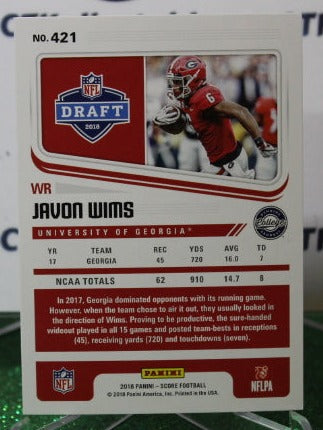 NO. 421
NFL
DRAFT
2018
6
WR
JAVON WIMS
UNIVERSITY OF GEORGIA®
College
YR TEAM REC YDS AVG TD
17 GEORGIA 45 720 16.0 7
NCAA TOTALS 62 910 14.7 8
In 2017, Georgia dominated opponents with its running game.
However, when the team chose to air it out, they usually looked in
the direction of Wims. Proving to be productive, the sure-handed
wideout played in all 15 games and posted team-bests in receptions
(45), receiving yards (720) and touchdowns (seven).
NFL
2018 PANINI – SCORE FOOTBALL
© 2018 Panini America, Inc. Printed in the USA.
NFLPA